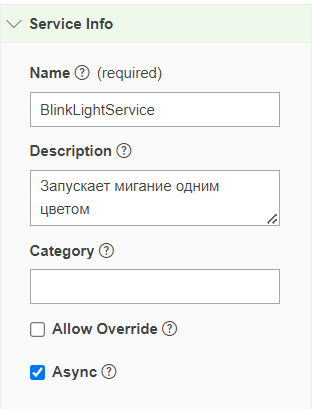 Service Info
Name (required)
BlinkLightService
Description
Запускает мигание одним
цветом
Category
Allow Override
Async